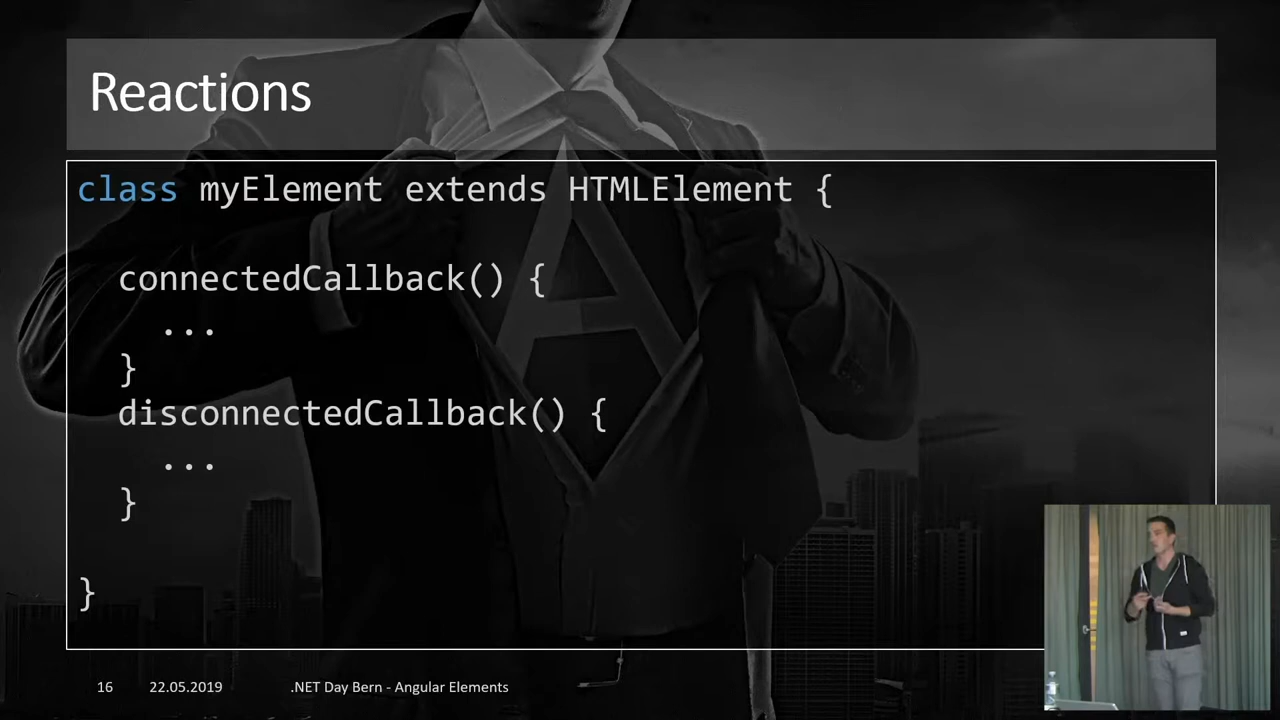 Reactions
class myElement extends HTMLElement {
connectedCallback() {
...
}
disconnectedCallback() {
...
}
}
16 22.05.2019 .NET Day Bern - Angular Elements